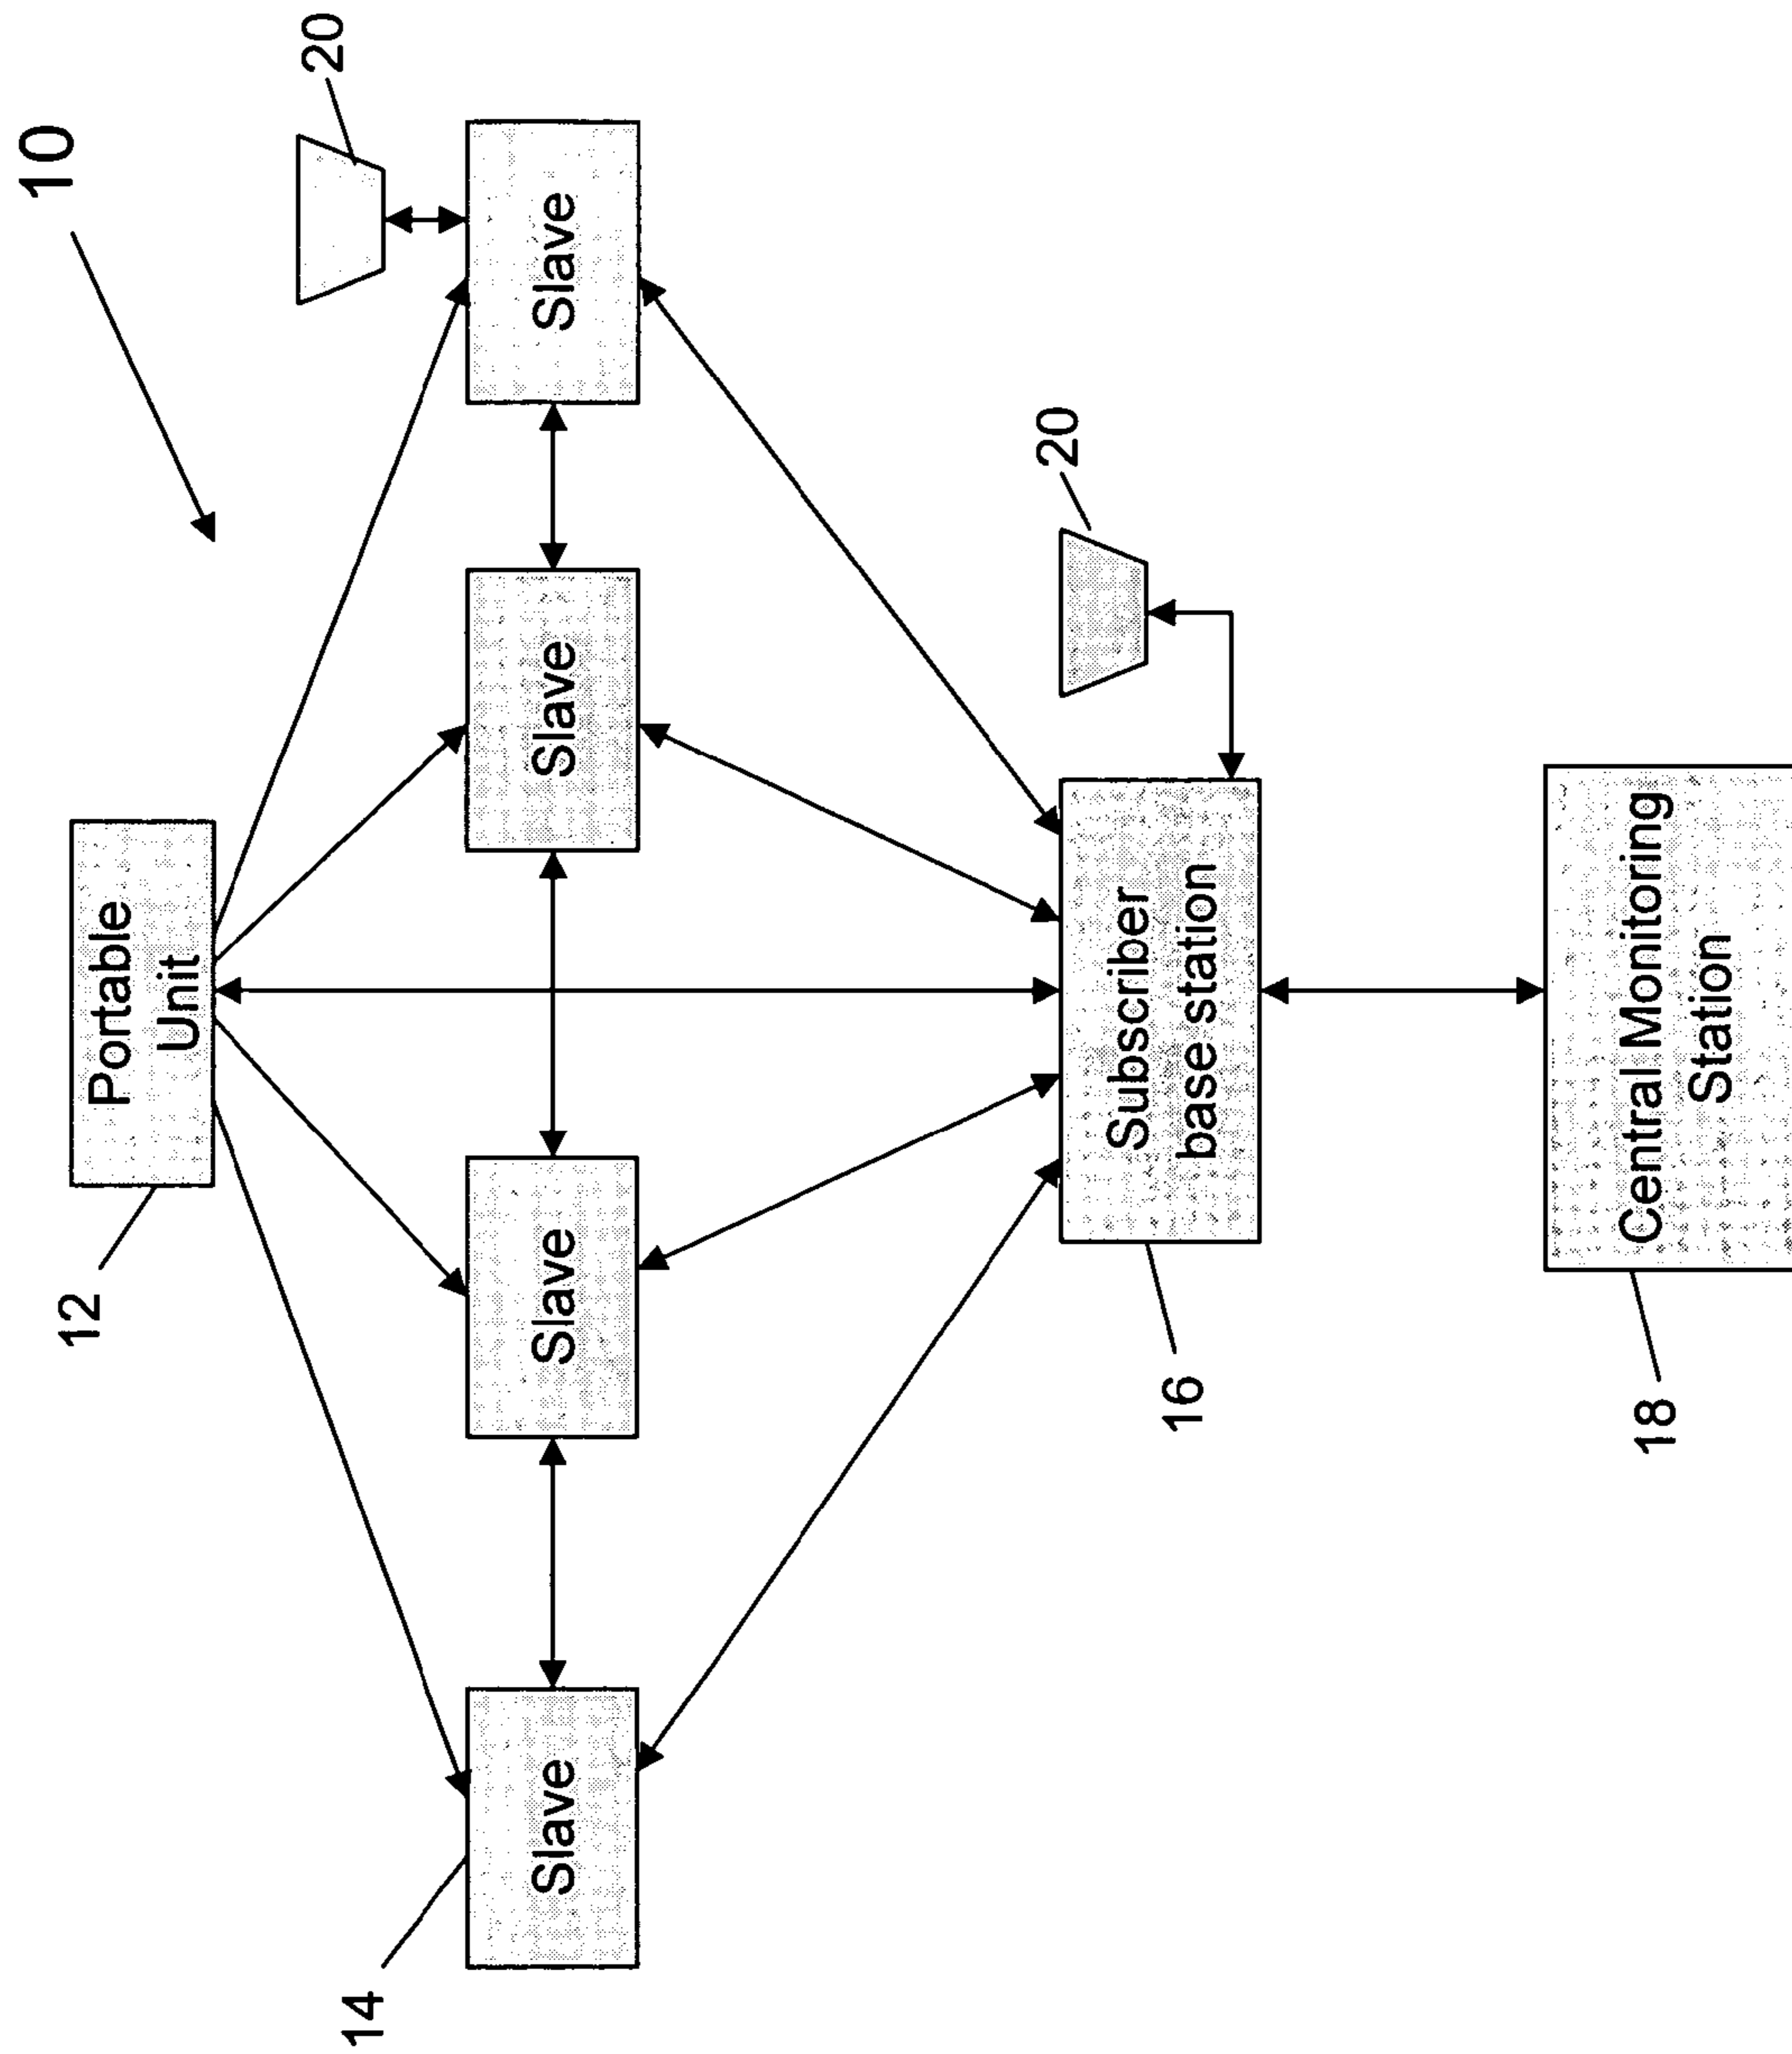 10
20
12
Portable
Unit
14
Slave
Slave
Slave
Slave
20
16
Subscriber
base station
18
Central Monitoring
Station